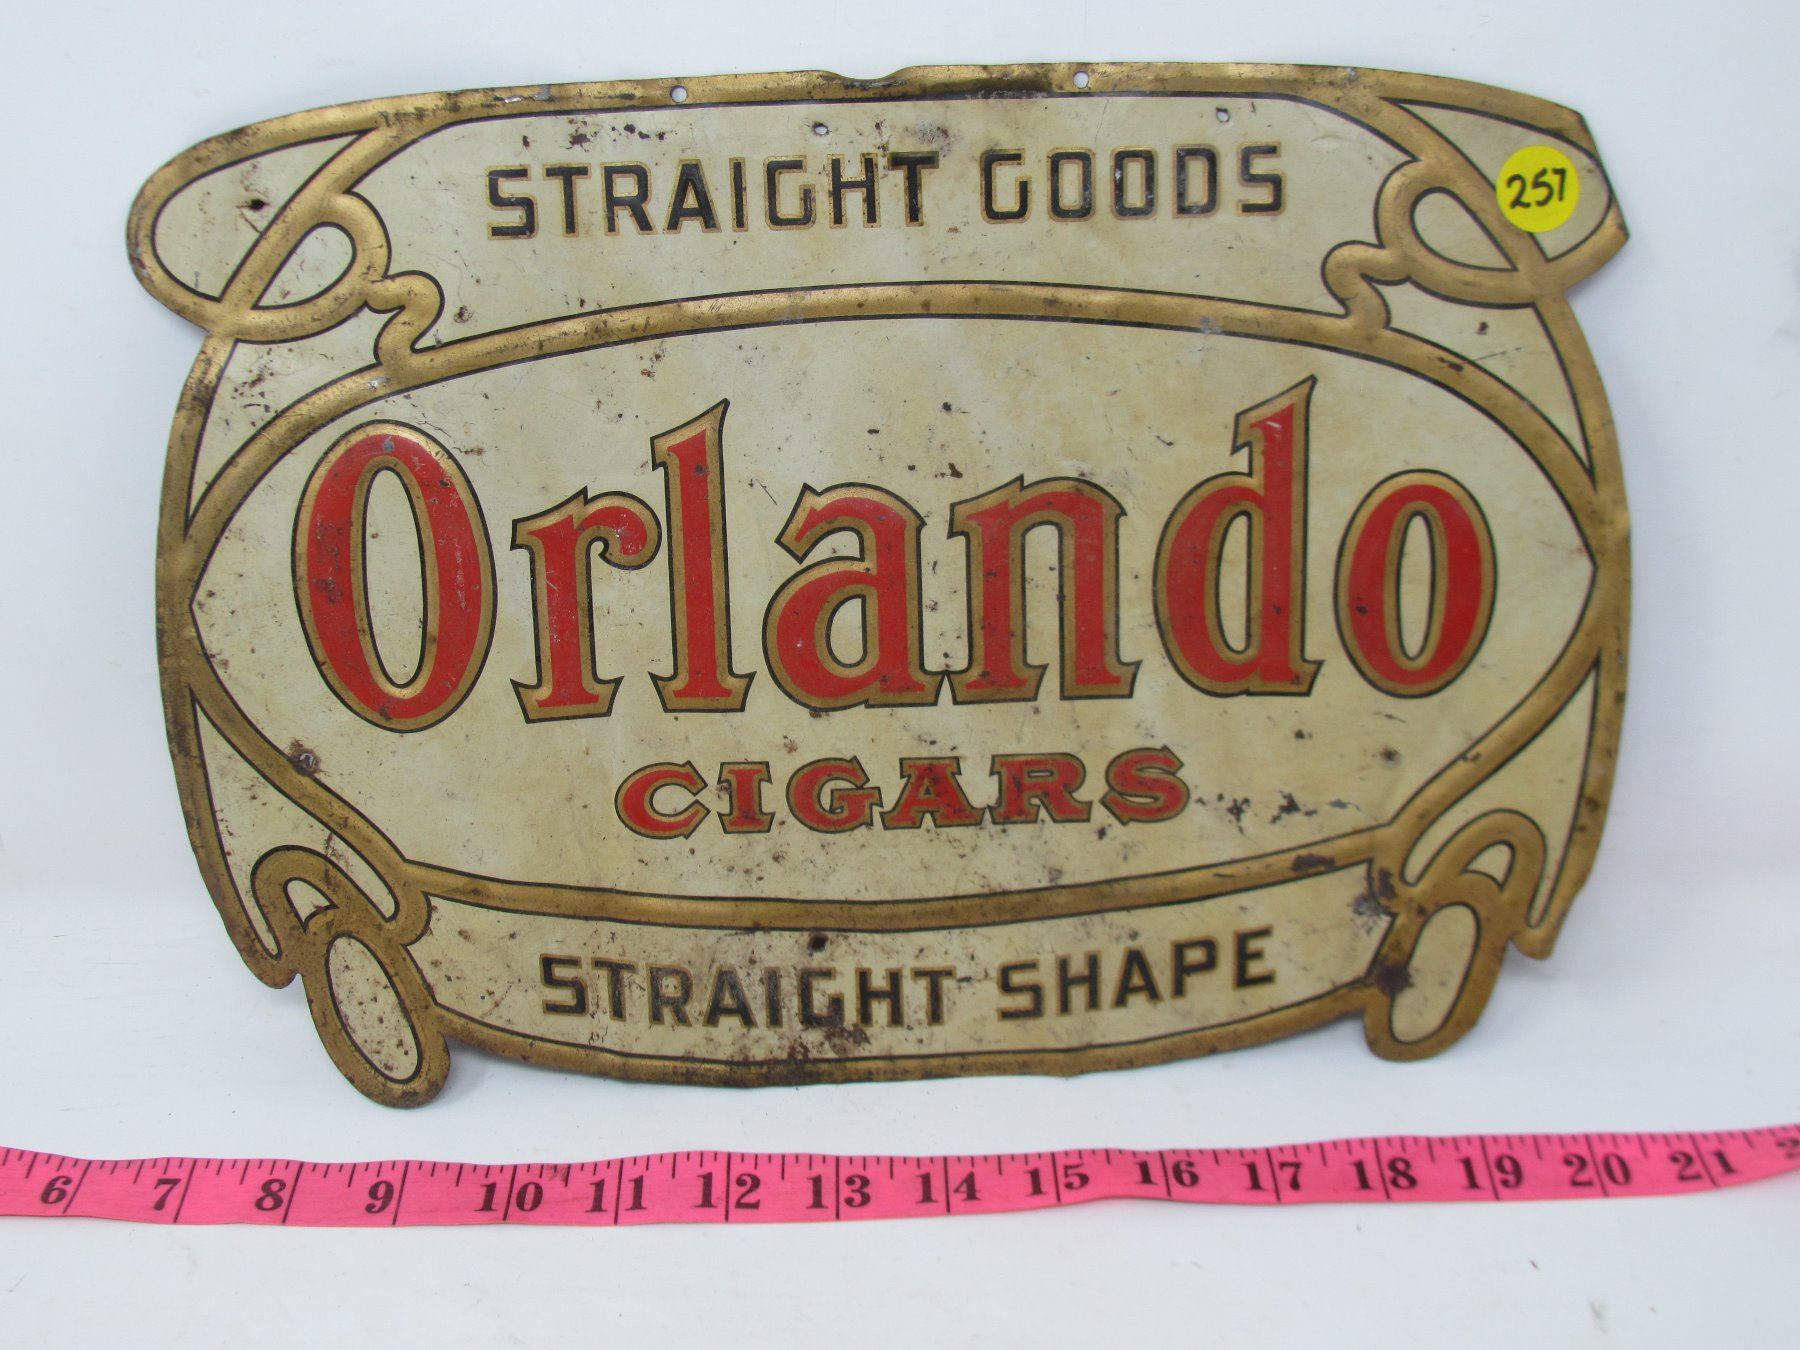 STRAIGHT GOODS
257
Orlando
CIGARS
STRAIGHT SHAPE
6 7 8 9 10 11 12 13 14 15 16 17 18 19 20 21